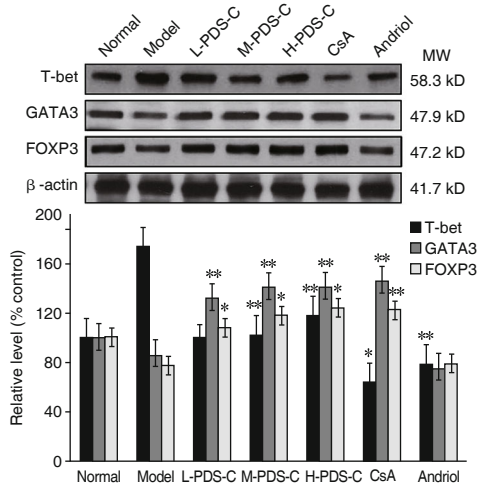 Normal Model L-PDS-C M-PDS-C H-PDS-C CsA Andriol
MW
T-bet 58.3 kD
GATA3 47.9 kD
FOXP3 47.2 kD
β-actin 41.7 kD
200
160
120
80
40
0
Relative level (% control)
T-bet
GATA3
FOXP3
** * ** ** * ** ** * * ** ** **
Normal Model L-PDS-C M-PDS-C H-PDS-C CsA Andriol